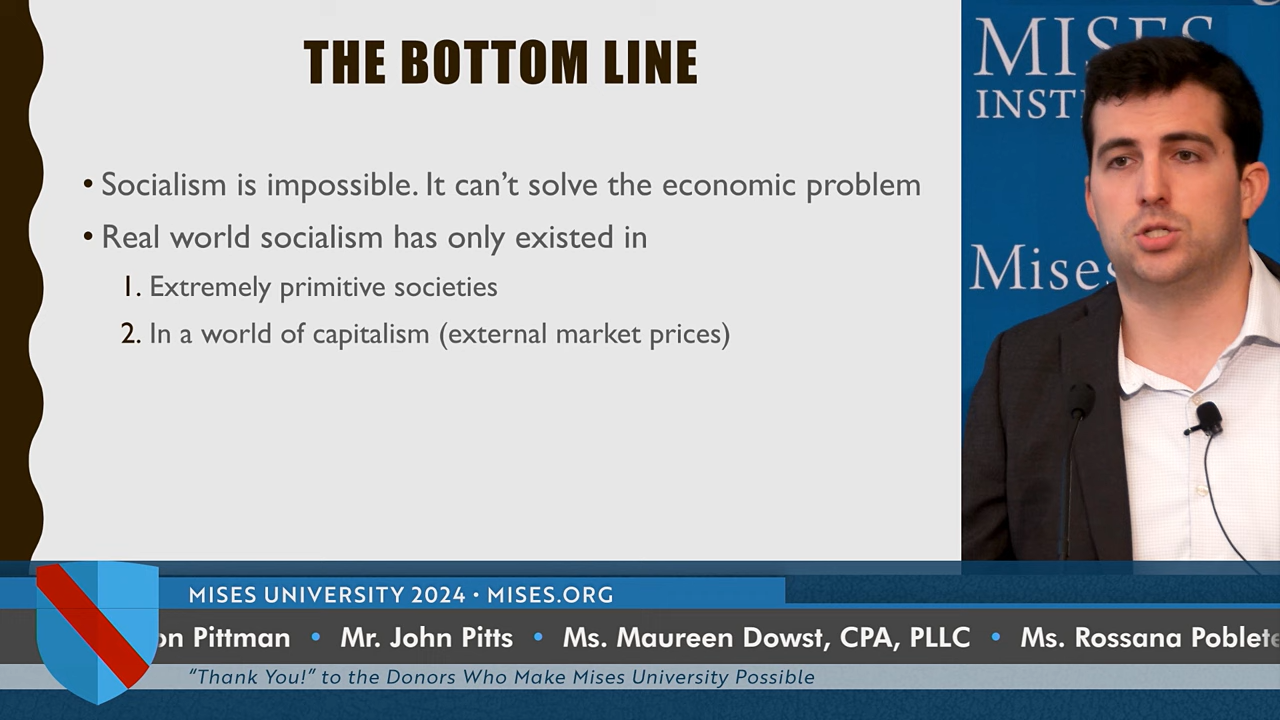 THE BOTTOM LINE
• Socialism is impossible. It can't solve the economic problem
• Real world socialism has only existed in
1. Extremely primitive societies
2. In a world of capitalism (external market prices)
MISES
INST
Mises
MISES UNIVERSITY 2024 • MISES.ORG
on Pittman • Mr. John Pitts • Ms. Maureen Dowst, CPA, PLLC • Ms. Rossana Poblete
“Thank You!” to the Donors Who Make Mises University Possible